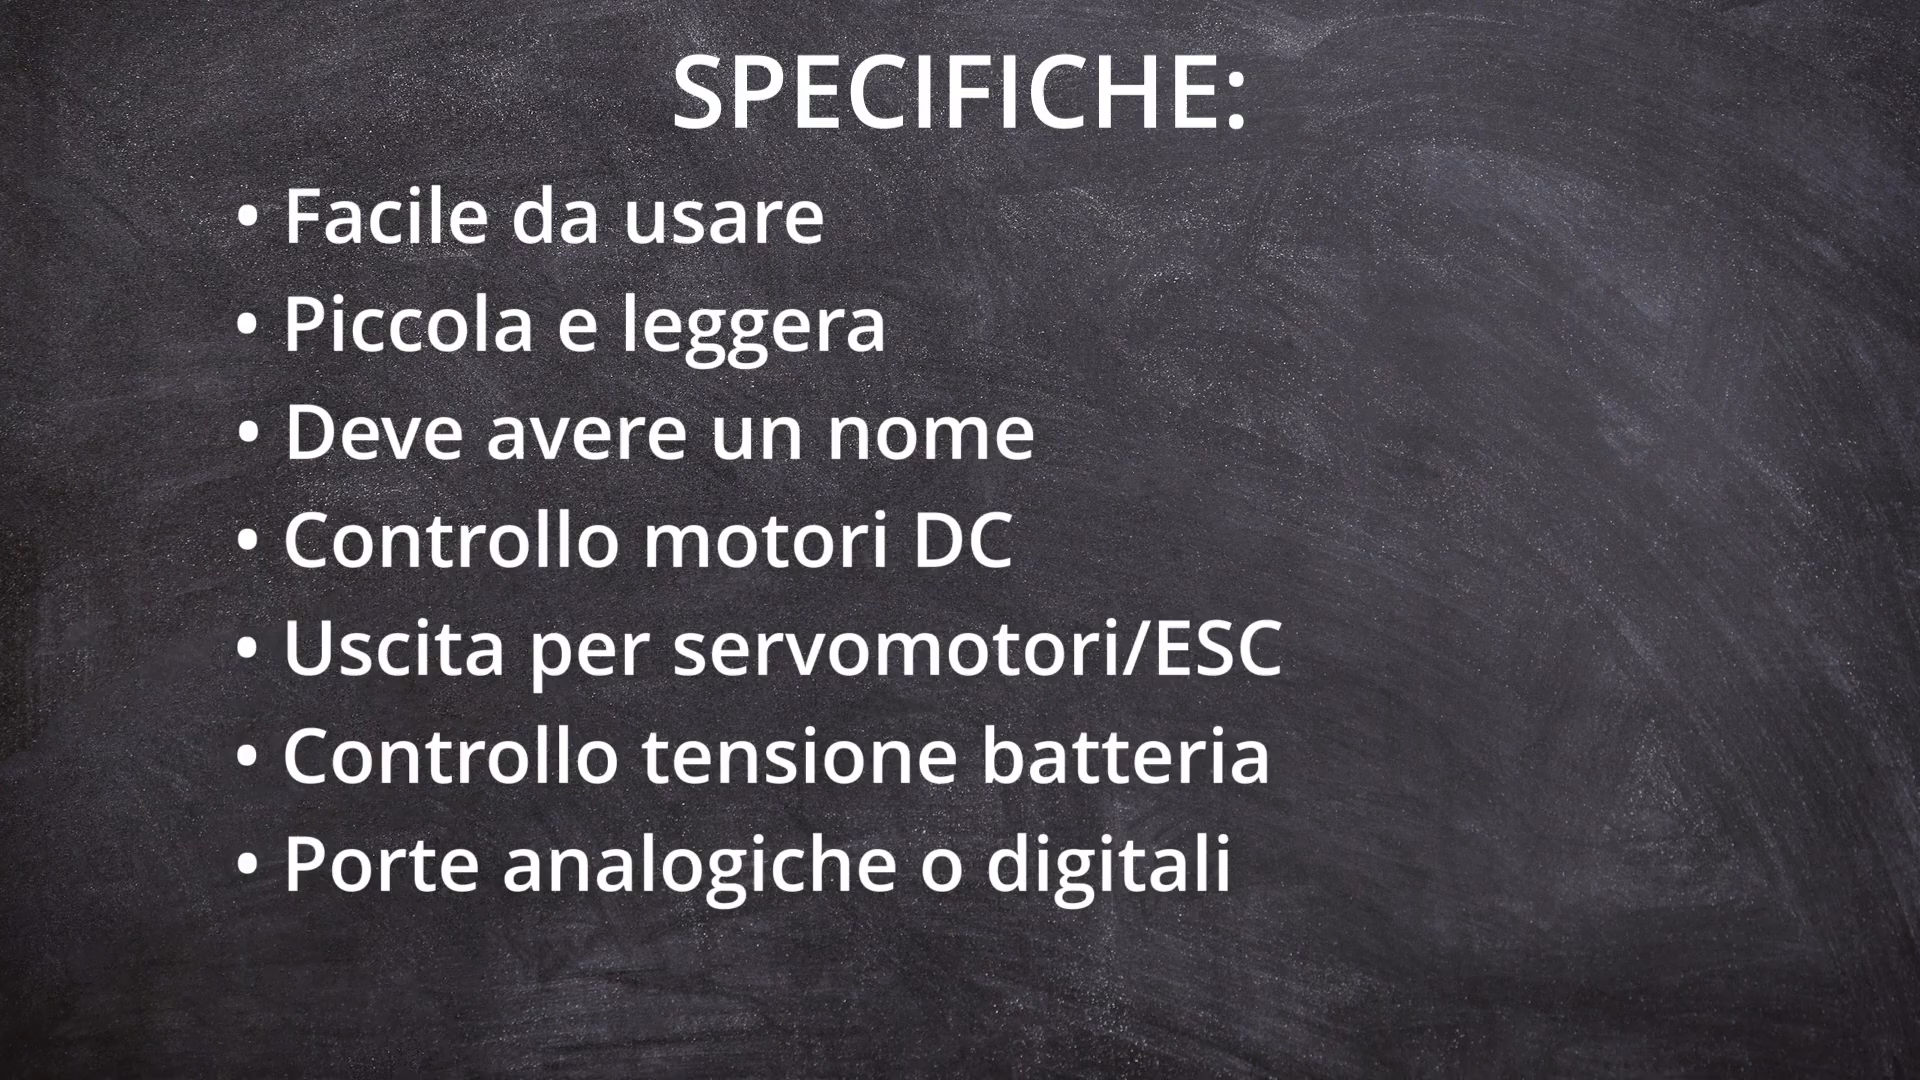 SPECIFICHE:
• Facile da usare
• Piccola e leggera
• Deve avere un nome
• Controllo motori DC
• Uscita per servomotori/ESC
• Controllo tensione batteria
• Porte analogiche o digitali